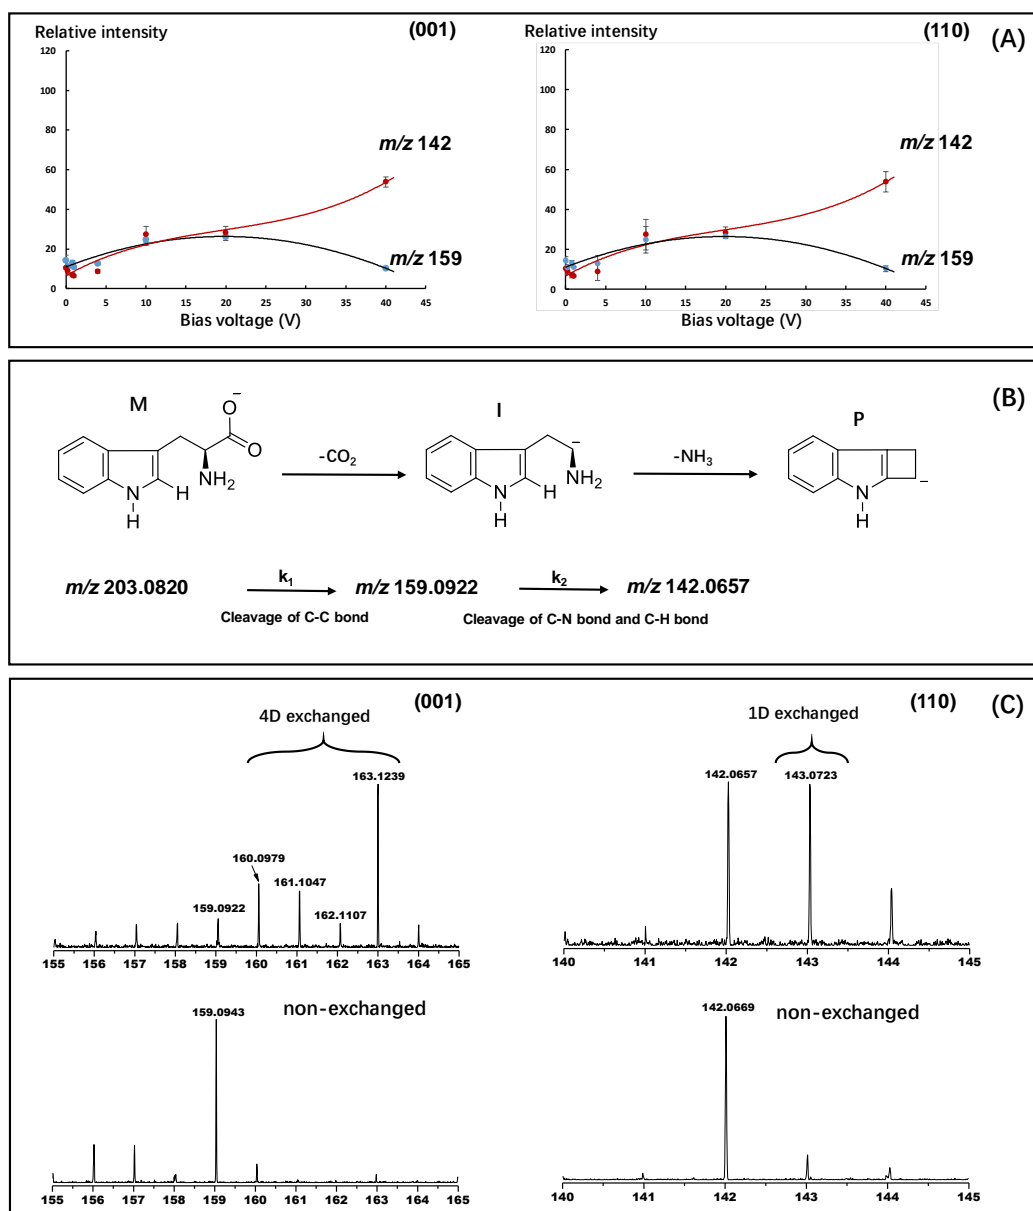 Relative intensity (001)
120
100
80
60
40
20
0
m/z 142
m/z 159
0 5 10 15 20 25 30 35 40 45
Bias voltage (V)
Relative intensity (110)
120
100
80
60
40
20
0
m/z 142
m/z 159
0 5 10 15 20 25 30 35 40 45
Bias voltage (V)
(A)
(B)
M
O−
O
NH2
H
N
H
-CO2
I
−
NH2
H
N
H
-NH3
P
−
N
H
m/z 203.0820
k1
m/z 159.0922
k2
m/z 142.0657
Cleavage of C-C bond
Cleavage of C-N bond and C-H bond
(C)
(001)
4D exchanged
163.1239
160.0979
161.1047
159.0922
162.1107
155 156 157 158 159 160 161 162 163 164 165
(110)
1D exchanged
142.0657 143.0723
140 141 142 143 144 145
159.0943
non-exchanged
155 156 157 158 159 160 161 162 163 164 165
142.0669
non-exchanged
140 141 142 143 144 145